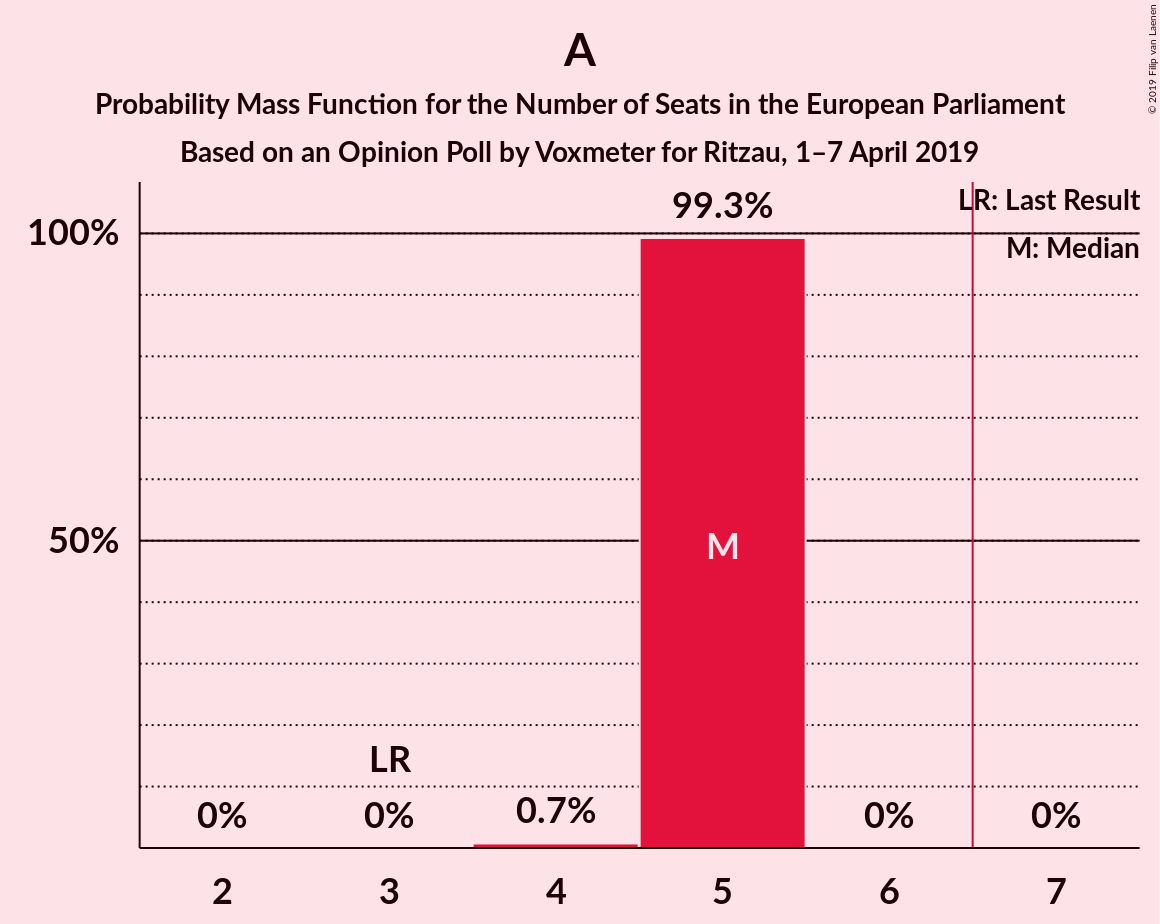 A
Probability Mass Function for the Number of Seats in the European Parliament
Based on an Opinion Poll by Voxmeter for Ritzau, 1–7 April 2019
© 2019 Filip van Laenen
99.3%
LR: Last Result
100%
M: Median
50%
M
LR
0% 0% 0.7% 0% 0%
2 3 4 5 6 7